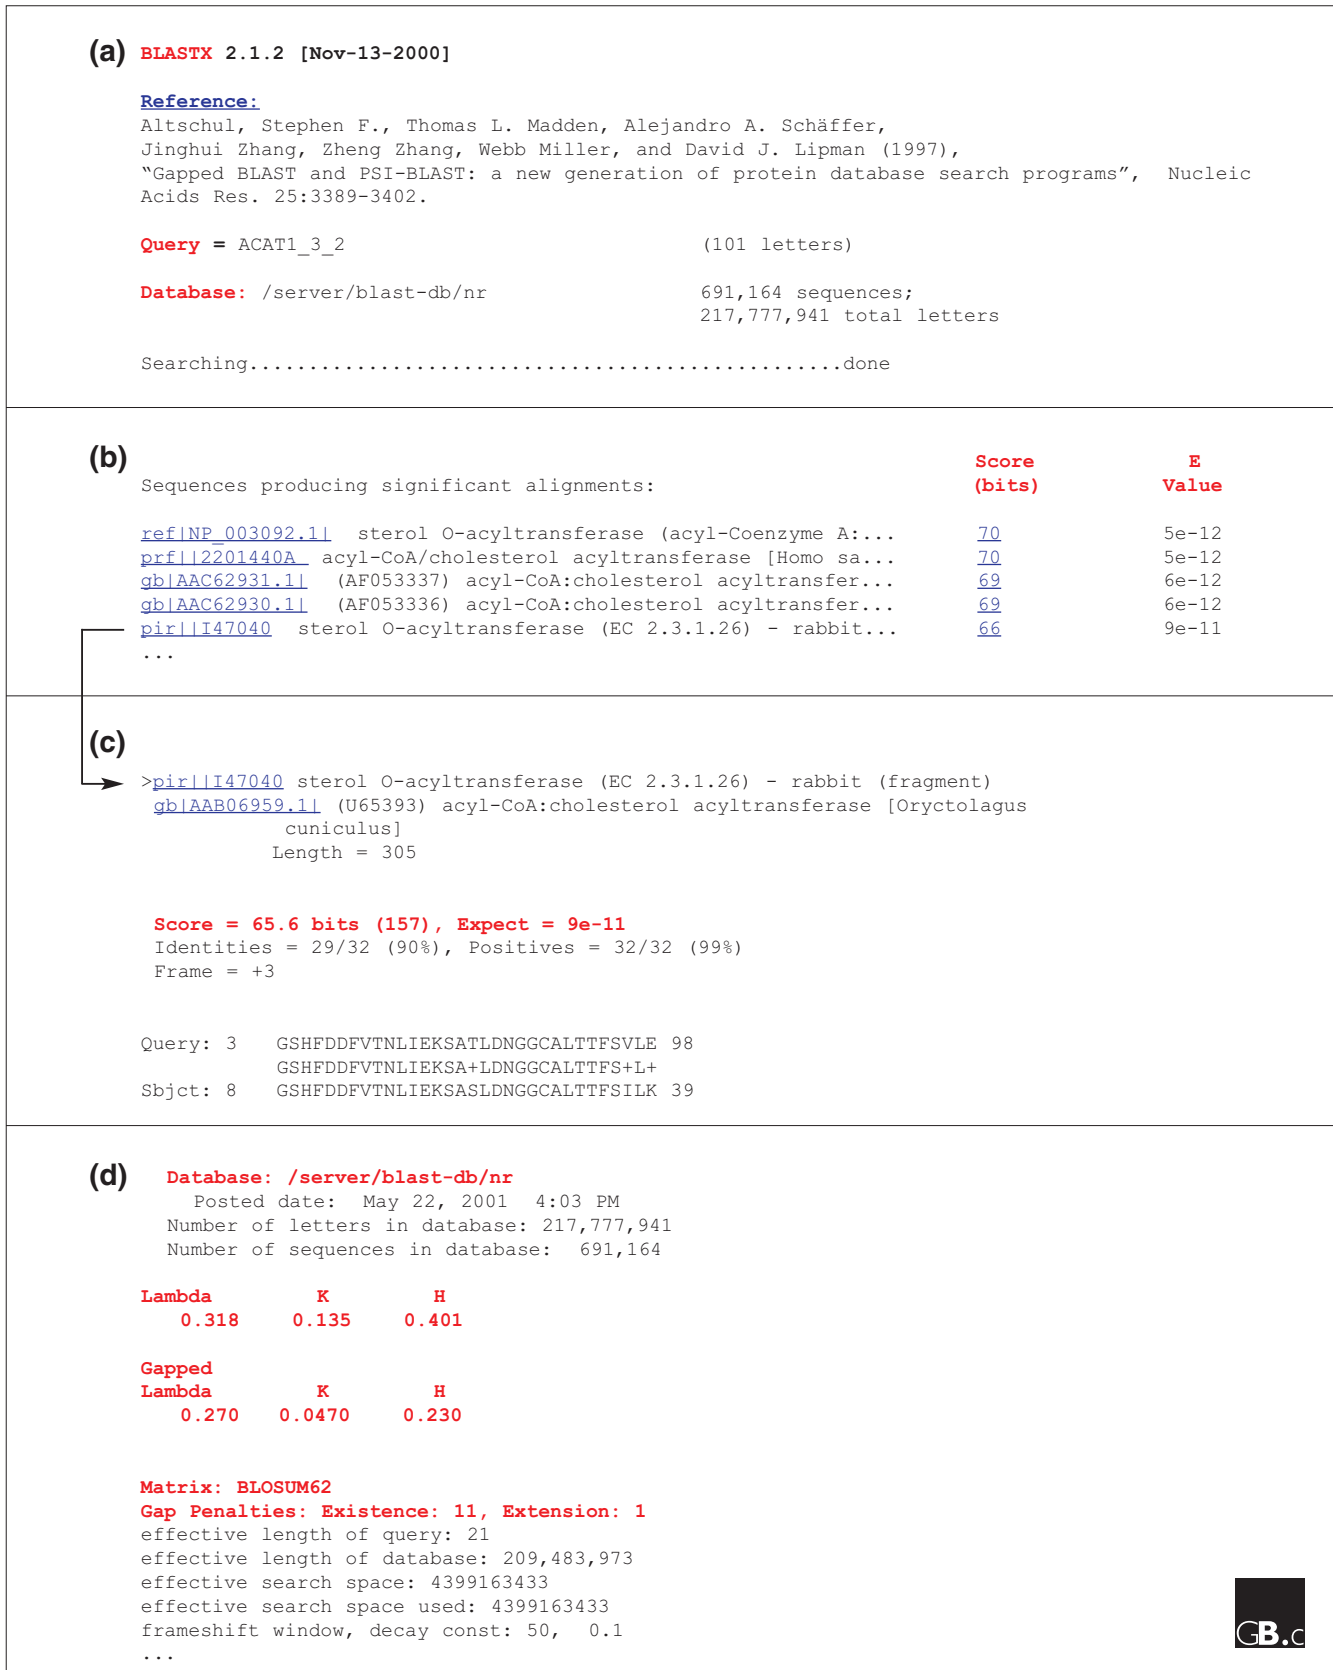 (a) BLASTX 2.1.2 [Nov-13-2000]
Reference:
Altschul, Stephen F., Thomas L. Madden, Alejandro A. Schäffer,
Jinghui Zhang, Zheng Zhang, Webb Miller, and David J. Lipman (1997),
“Gapped BLAST and PSI-BLAST: a new generation of protein database search programs”, Nucleic
Acids Res. 25:3389-3402.
Query = ACAT1_3_2 (101 letters)
Database: /server/blast-db/nr 691,164 sequences;
217,777,941 total letters
Searching..................................................done
(b) Score E
Sequences producing significant alignments: (bits) Value
ref|NP_003092.1| sterol O-acyltransferase (acyl-Coenzyme A:... 70 5e-12
prf||2201440A acyl-CoA/cholesterol acyltransferase [Homo sa... 70 5e-12
gb|AAC62931.1| (AF053337) acyl-CoA:cholesterol acyltransfer... 69 6e-12
gb|AAC62930.1| (AF053336) acyl-CoA:cholesterol acyltransfer... 69 6e-12
pir||I47040 sterol O-acyltransferase (EC 2.3.1.26) - rabbit... 66 9e-11
...
(c)
>pir||I47040 sterol O-acyltransferase (EC 2.3.1.26) - rabbit (fragment)
gb|AAB06959.1| (U65393) acyl-CoA:cholesterol acyltransferase [Oryctolagus
cuniculus]
Length = 305
Score = 65.6 bits (157), Expect = 9e-11
Identities = 29/32 (90%), Positives = 32/32 (99%)
Frame = +3
Query: 3 GSHFDDFVTNLIEKSATLDNGGCALTTFSVLE 98
GSHFDDFVTNLIEKSA+LDNGGCALTTFS+L+
Sbjct: 8 GSHFDDFVTNLIEKSASLDNGGCALTTFSILK 39
(d) Database: /server/blast-db/nr
Posted date: May 22, 2001 4:03 PM
Number of letters in database: 217,777,941
Number of sequences in database: 691,164
Lambda K H
0.318 0.135 0.401
Gapped
Lambda K H
0.270 0.0470 0.230
Matrix: BLOSUM62
Gap Penalties: Existence: 11, Extension: 1
effective length of query: 21
effective length of database: 209,483,973
effective search space: 4399163433
effective search space used: 4399163433
frameshift window, decay const: 50, 0.1
...
GB.c